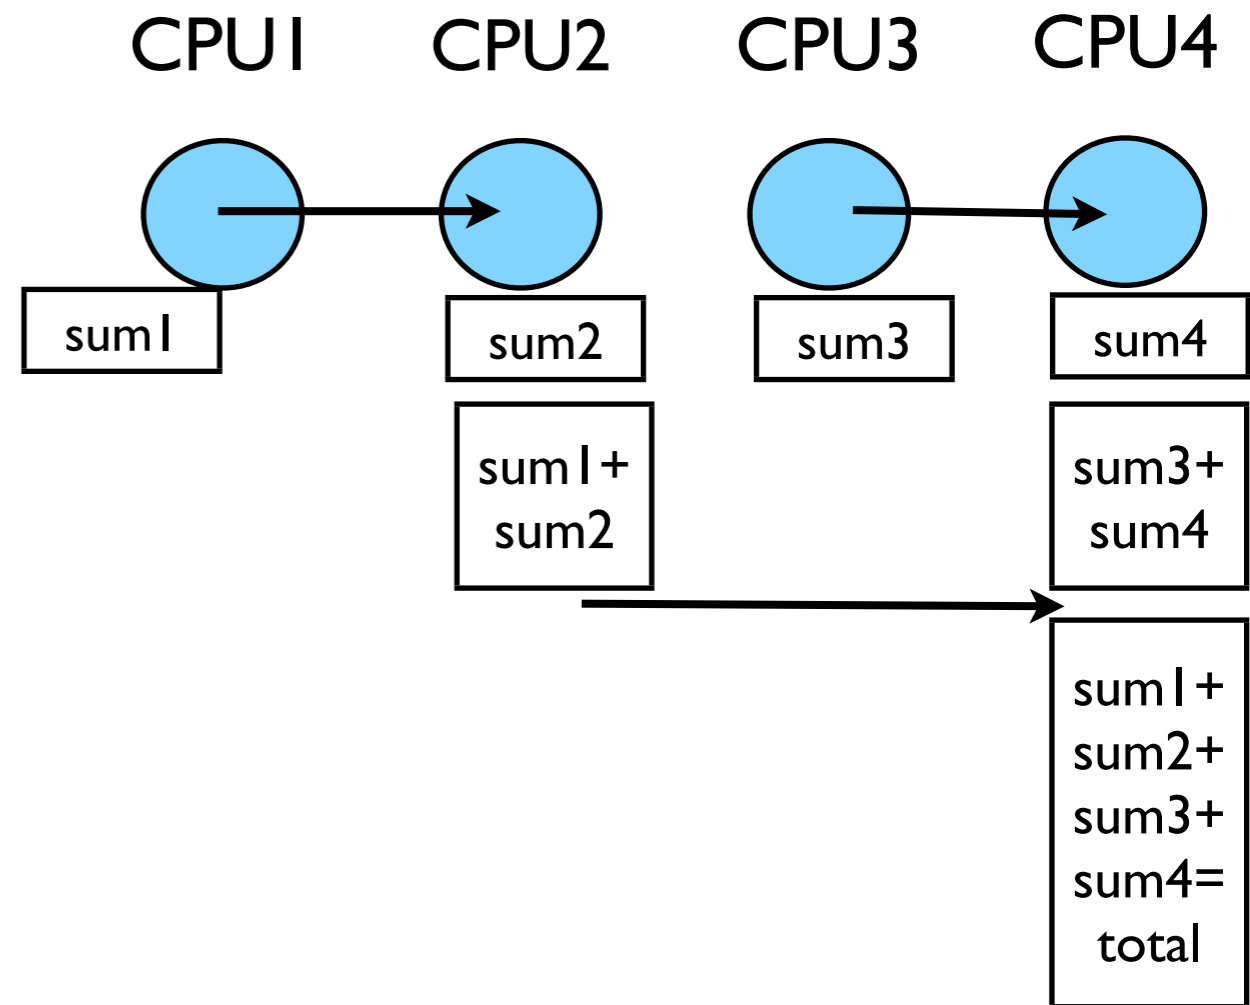 CPU1 CPU2 CPU3 CPU4
sum1 sum2 sum3 sum4
sum1+
sum2
sum3+
sum4
sum1+
sum2+
sum3+
sum4=
total